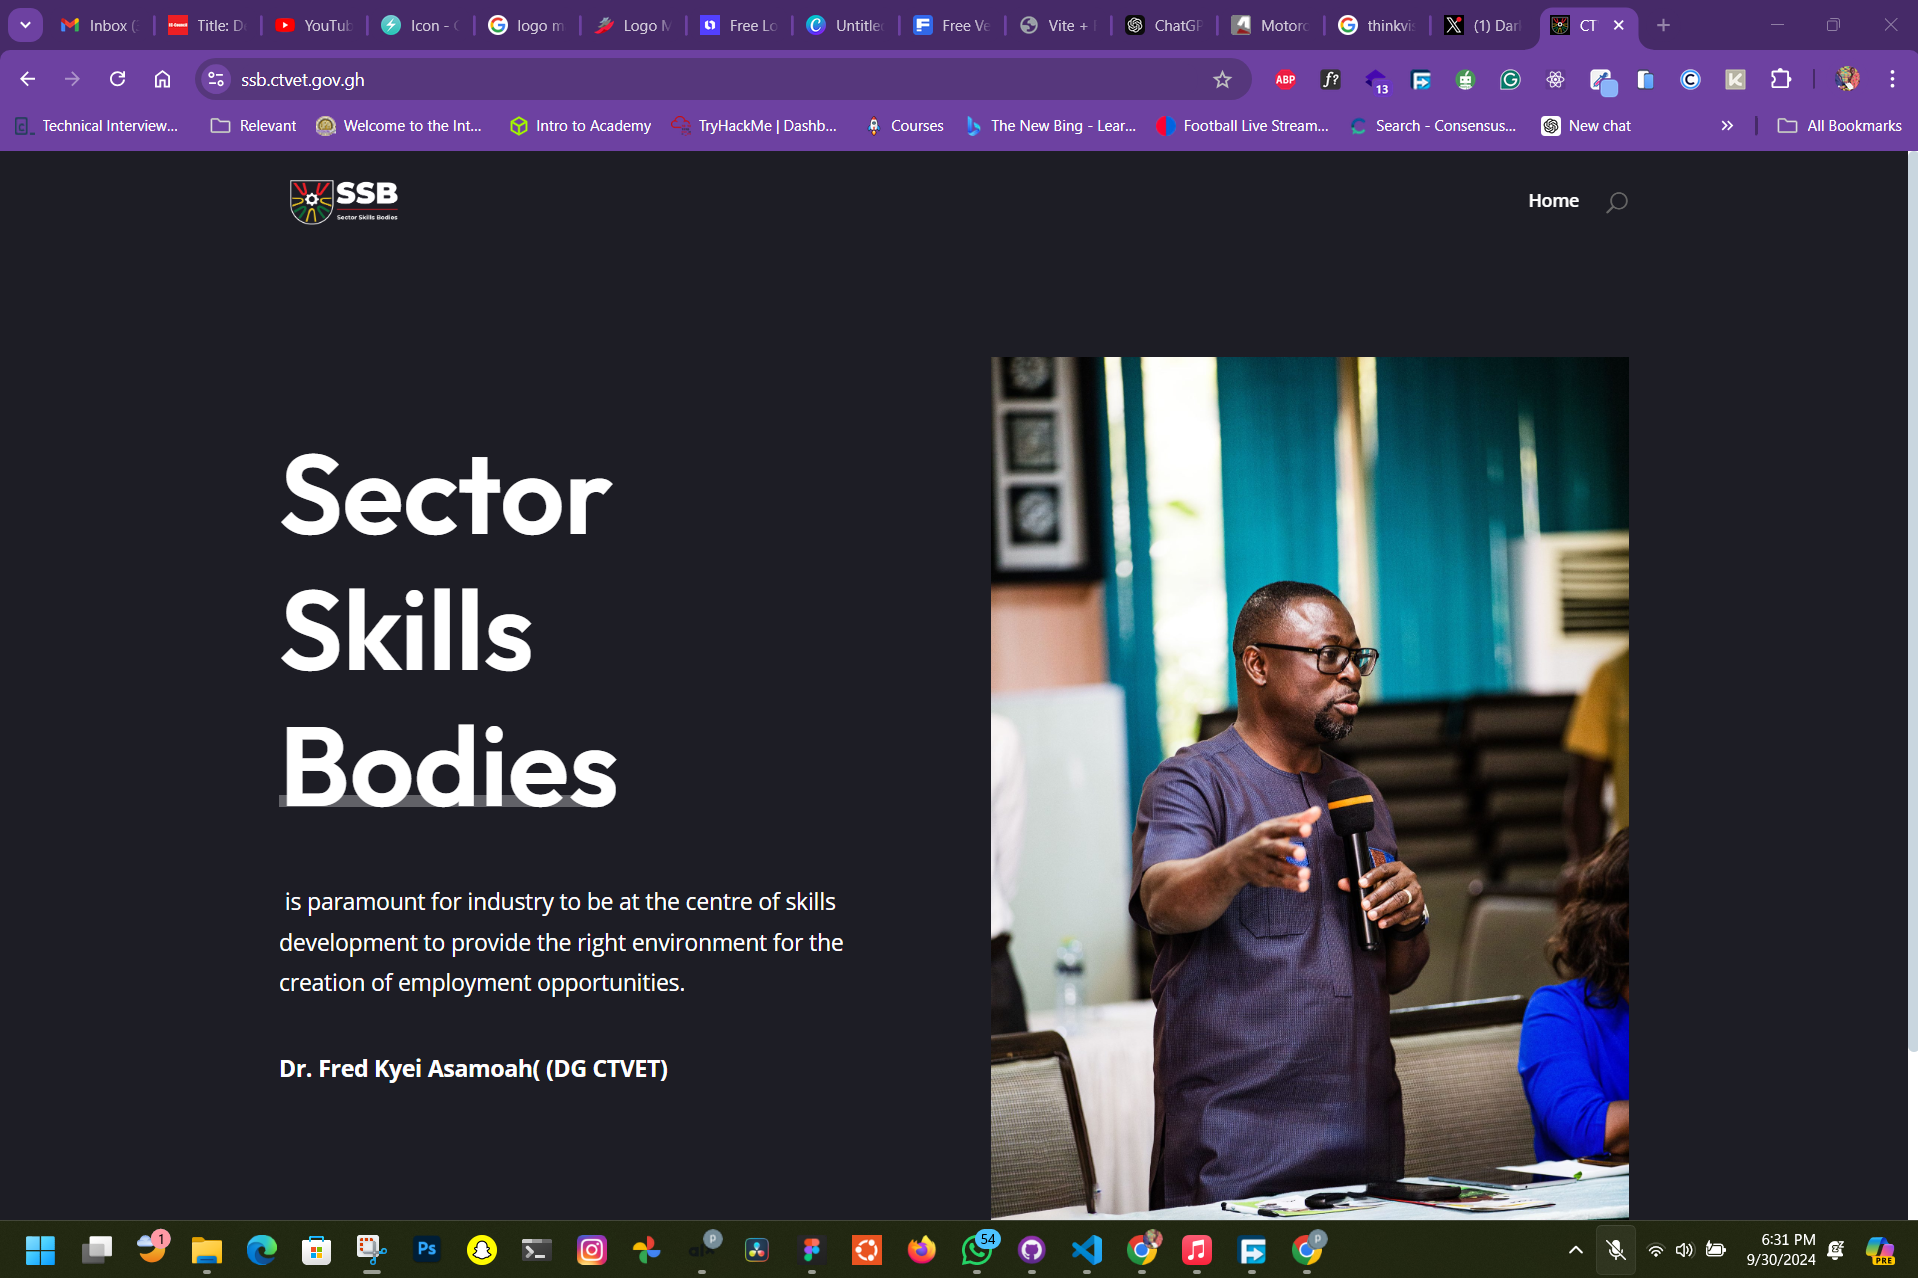 Inbox (
Title: D
YouTub
Icon - C
logo m
Logo M
Free Lo
Untitle
Free Ve
Vite +
ChatGP
Motoro
thinkvis
(1) Dar
CT
ssb.ctvet.gov.gh
ABP
f?
13
Technical Interview...
Relevant
Welcome to the Int...
Intro to Academy
TryHackMe | Dashb...
Courses
The New Bing - Lear...
Football Live Stream...
Search - Consensus...
New chat
All Bookmarks
SSB
Sector Skills Bodies
Home
Sector
Skills
Bodies
is paramount for industry to be at the centre of skills
development to provide the right environment for the
creation of employment opportunities.
Dr. Fred Kyei Asamoah( (DG CTVET)
1
Ps
P
54
P
6:31 PM
9/30/2024
PRE